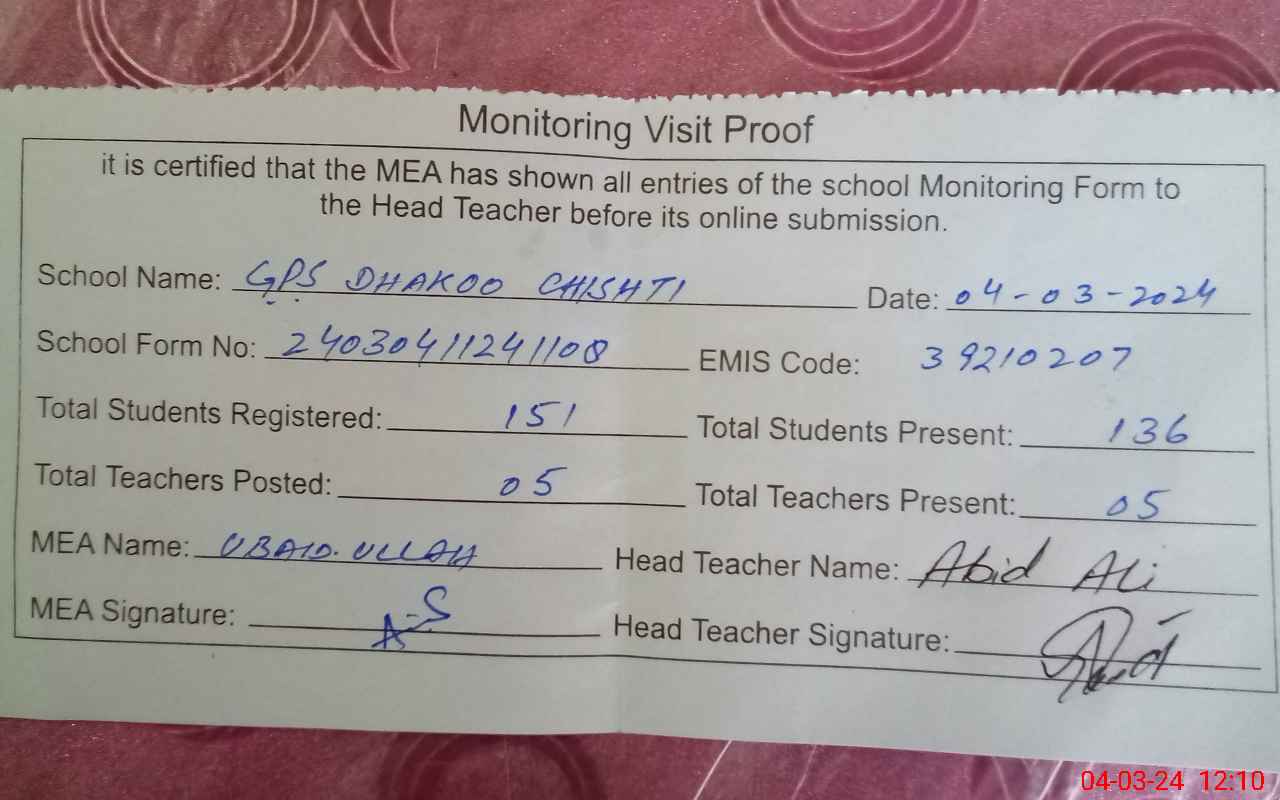 Monitoring Visit Proof
it is certified that the MEA has shown all entries of the school Monitoring Form to
the Head Teacher before its online submission.
School Name: GPS DHAKOO CHISHTI Date: 04-03-2024
School Form No: 24030411241108 EMIS Code: 39210207
Total Students Registered: 151 Total Students Present: 136
Total Teachers Posted: 05 Total Teachers Present: 05
MEA Name: UBAID.ULLAH Head Teacher Name: Abid Ali
MEA Signature: Head Teacher Signature:
04-03-24 12:10